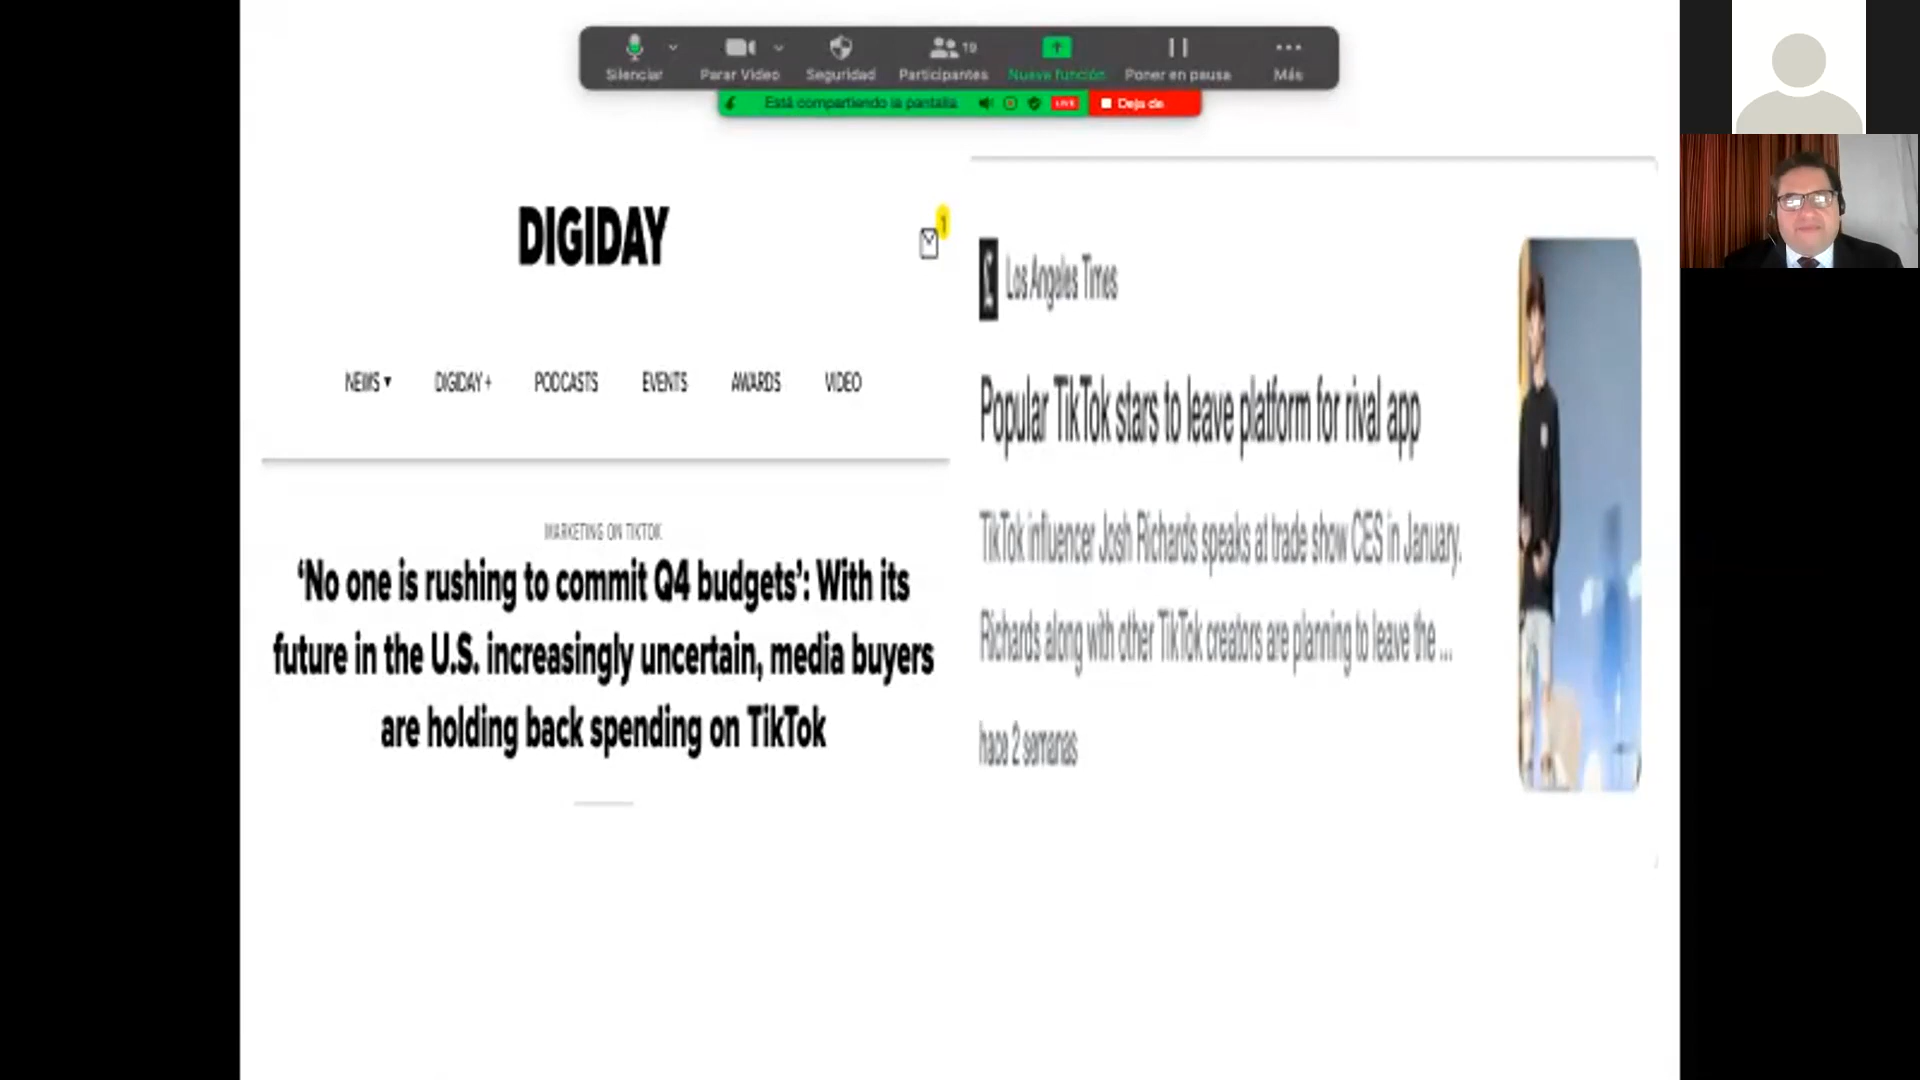 Silenciar
Parar Video
Seguridad
19
Participantes
Nueva función
Poner en pausa
Más
Está compartiendo la pantalla
LIVE
Deja de
DIGIDAY
1
NEWS ▾
DIGIDAY +
PODCASTS
EVENTS
AWARDS
VIDEO
MARKETING ON TIKTOK
‘No one is rushing to commit Q4 budgets’: With its
future in the U.S. increasingly uncertain, media buyers
are holding back spending on TikTok
Los Angeles Times
Popular TikTok stars to leave platform for rival app
TikTok influencer Josh Richards speaks at trade show CES in January.
Richards along with other TikTok creators are planning to leave the ...
hace 2 semanas